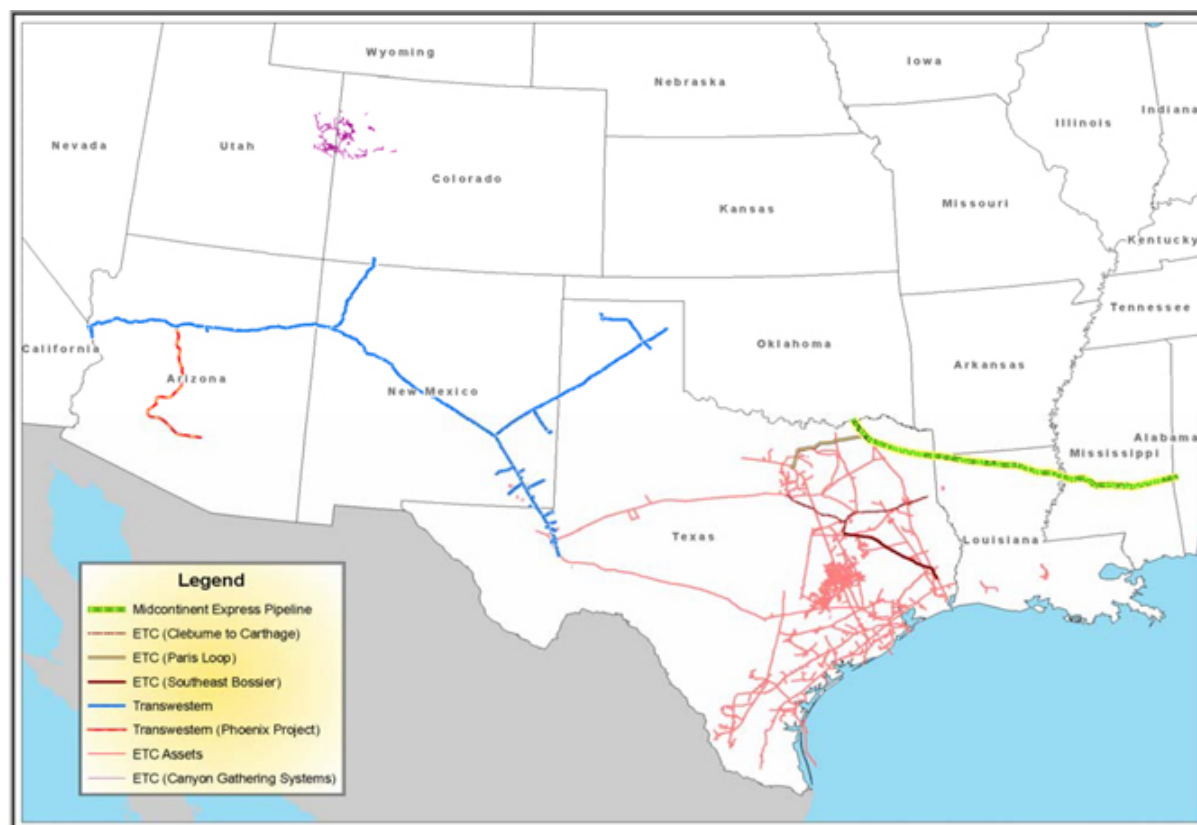 Wyoming
Iowa
Nebraska
Indiana
Illinois
Nevada
Utah
Colorado
Kansas
Missouri
Kentucky
Tennessee
Oklahoma
California
Arkansas
Arizona
New Mexico
Alabama
Mississippi
Texas
Louisiana
Legend
Midcontinent Express Pipeline
ETC (Cleburne to Carthage)
ETC (Paris Loop)
ETC (Southeast Bossier)
Transwestern
Transwestern (Phoenix Project)
ETC Assets
ETC (Canyon Gathering Systems)